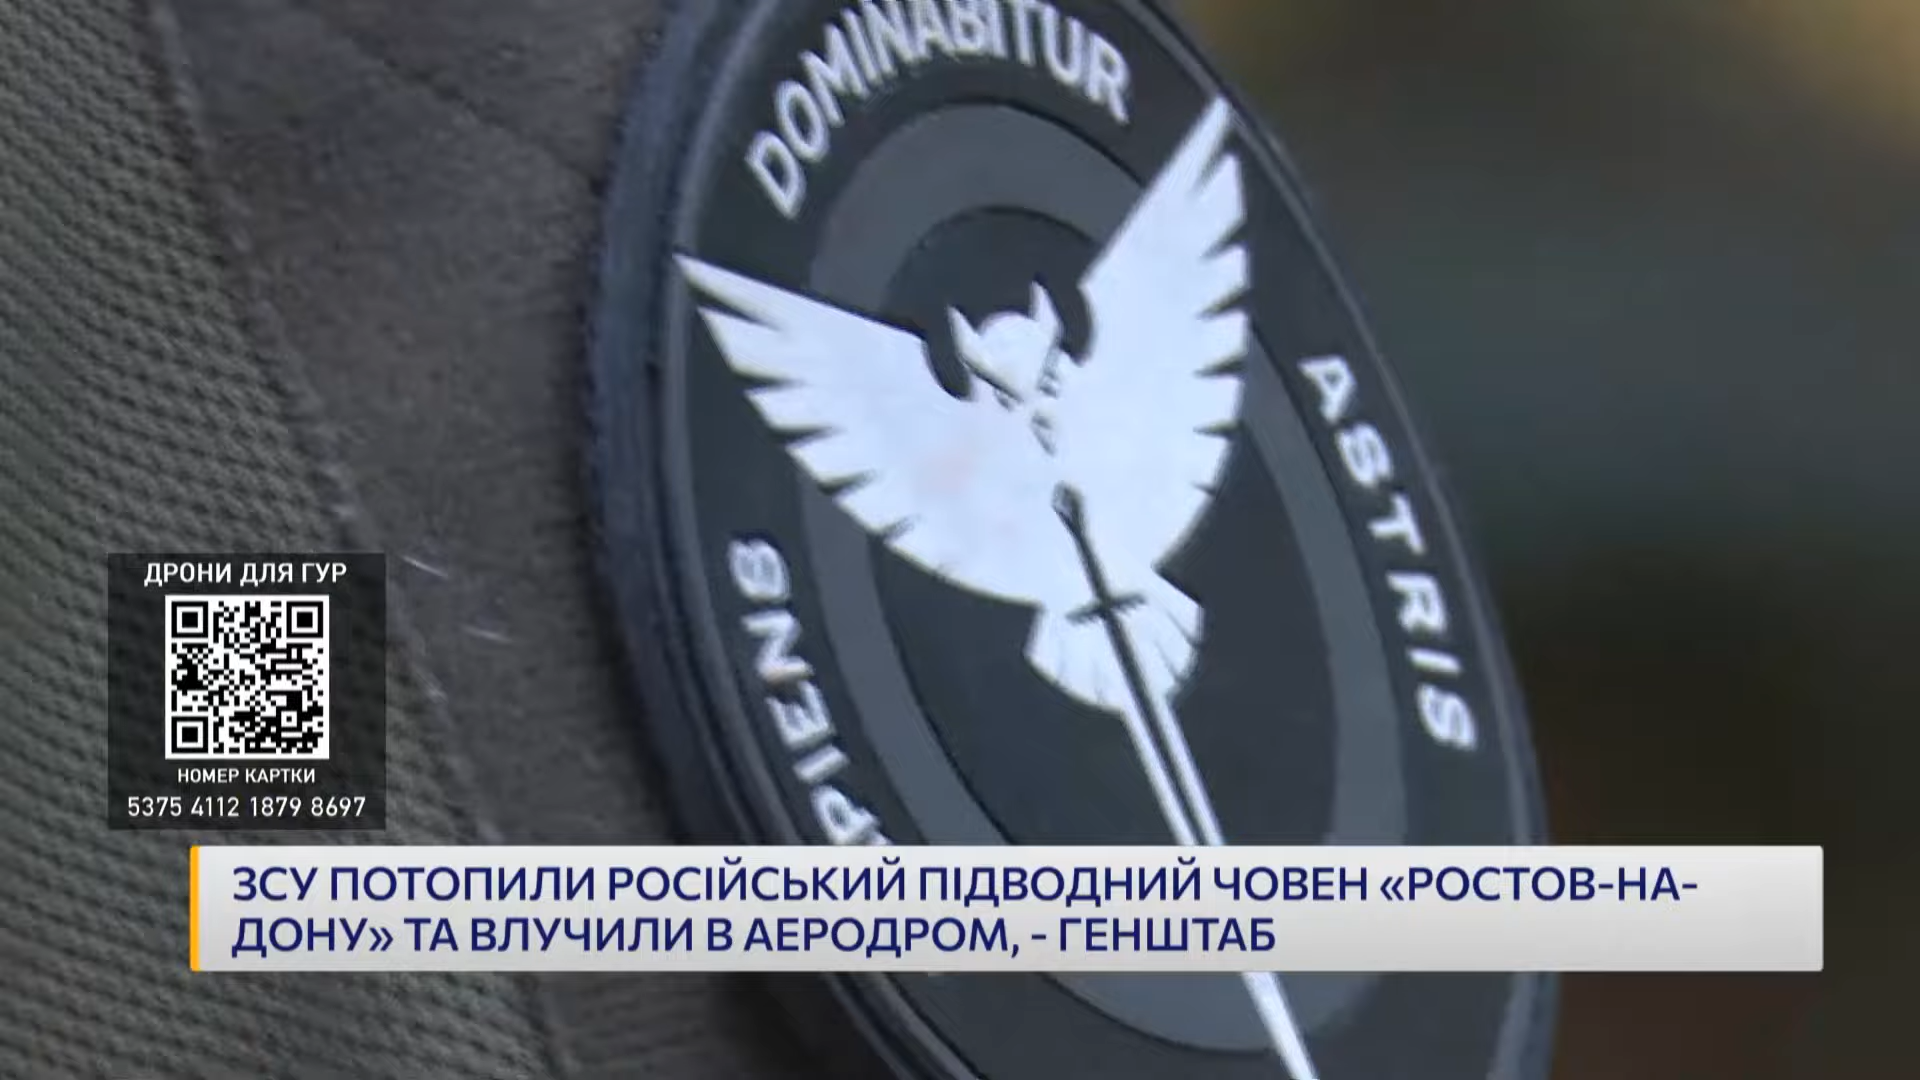 DOMINABITUR
ASTRIS
ДРОНИ ДЛЯ ГУР
НОМЕР КАРТКИ
5375 4112 1879 8697
ЗСУ ПОТОПИЛИ РОСІЙСЬКИЙ ПІДВОДНИЙ ЧОВЕН «РОСТОВ-НА-
ДОНУ» ТА ВЛУЧИЛИ В АЕРОДРОМ, - ГЕНШТАБ